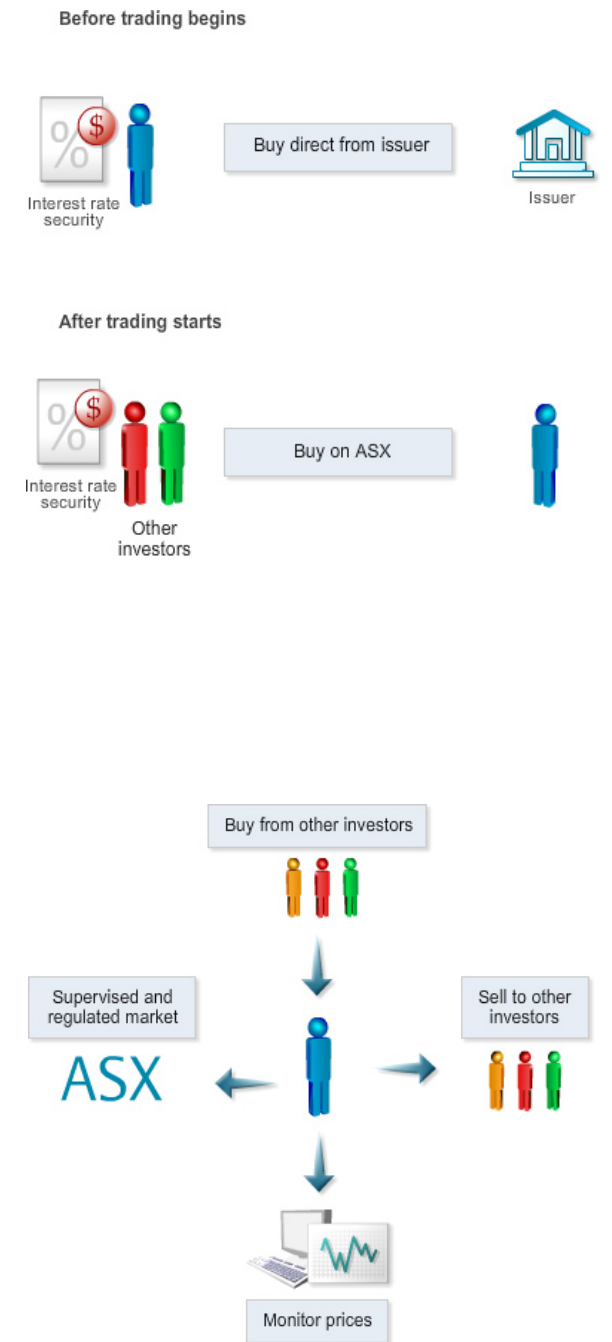 Before trading begins
%
$
Buy direct from issuer
Interest rate
security
Issuer
After trading starts
%
$
Buy on ASX
Interest rate
security
Other
investors
Buy from other investors
Supervised and
regulated market
ASX
Sell to other
investors
Monitor prices